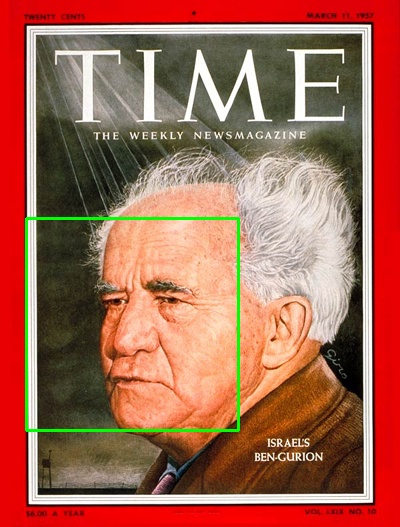 TWENTY CENTS
MARCH 11, 1957
TIME
THE WEEKLY NEWSMAGAZINE
Giro
ISRAEL'S
BEN-GURION
$6.00 A YEAR
VOL. LXIX NO. 10